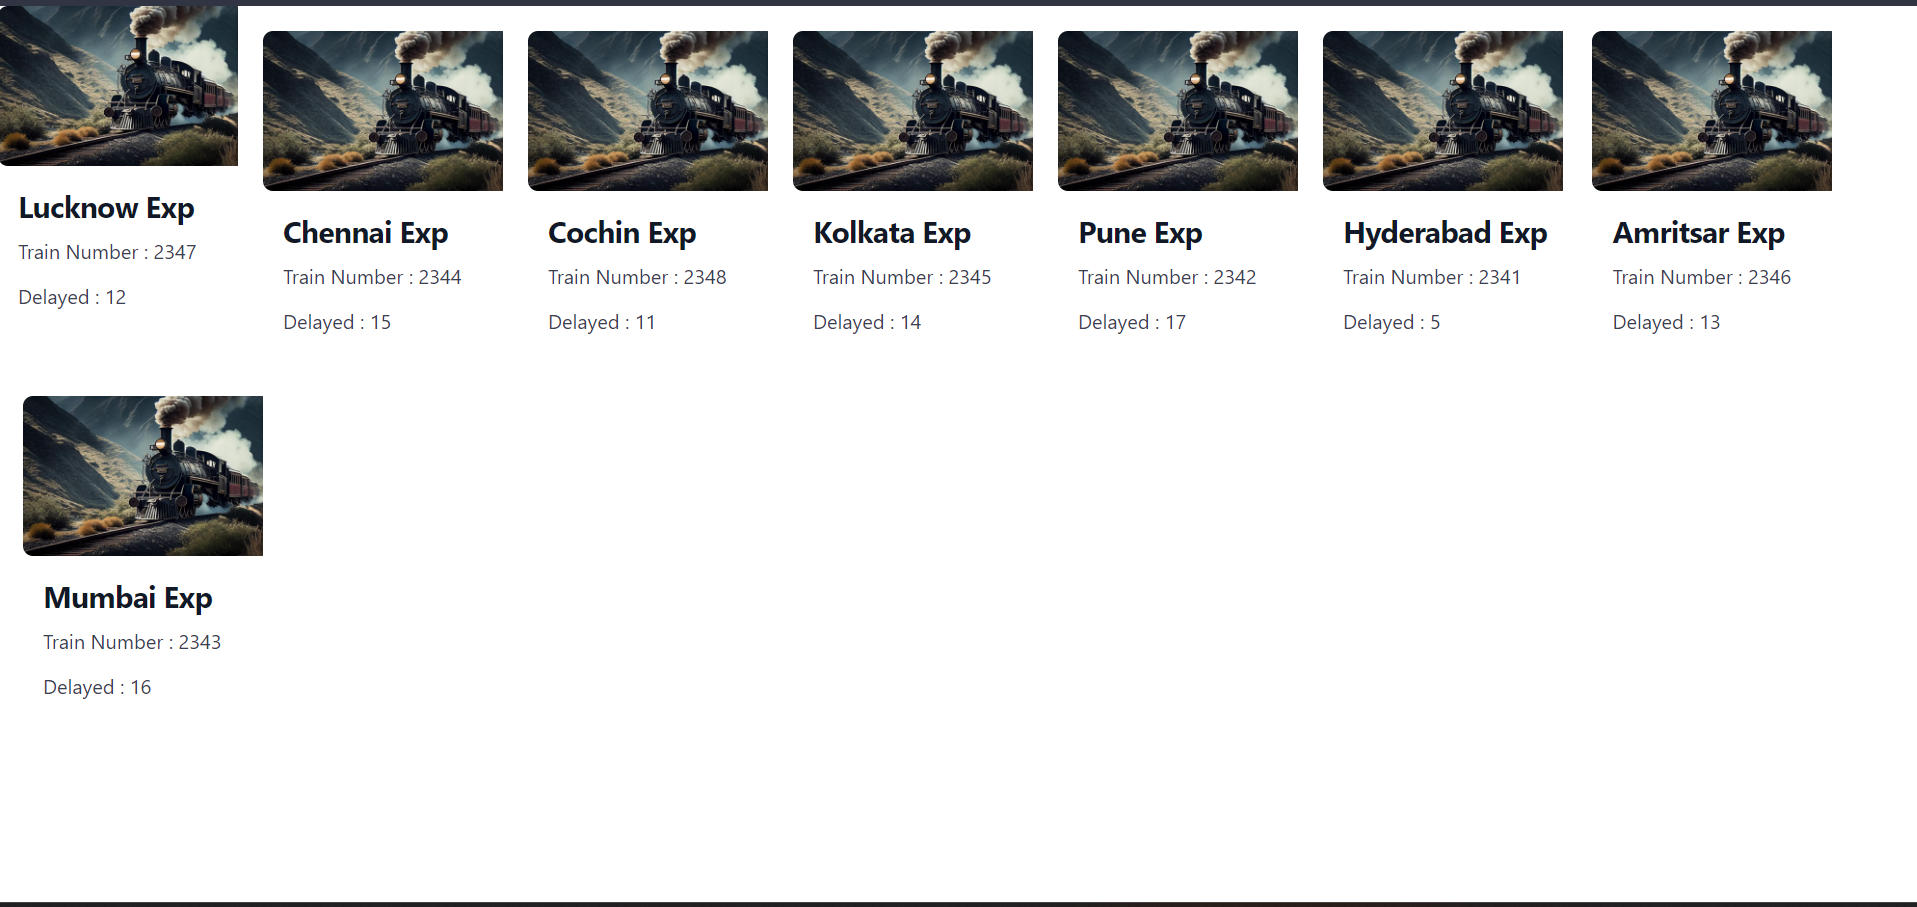 Lucknow Exp
Train Number : 2347
Delayed : 12
Chennai Exp
Train Number : 2344
Delayed : 15
Cochin Exp
Train Number : 2348
Delayed : 11
Kolkata Exp
Train Number : 2345
Delayed : 14
Pune Exp
Train Number : 2342
Delayed : 17
Hyderabad Exp
Train Number : 2341
Delayed : 5
Amritsar Exp
Train Number : 2346
Delayed : 13
Mumbai Exp
Train Number : 2343
Delayed : 16